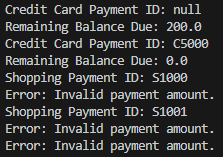 Credit Card Payment ID: null
Remaining Balance Due: 200.0
Credit Card Payment ID: C5000
Remaining Balance Due: 0.0
Shopping Payment ID: S1000
Error: Invalid payment amount.
Shopping Payment ID: S1001
Error: Invalid payment amount.
Error: Invalid payment amount.